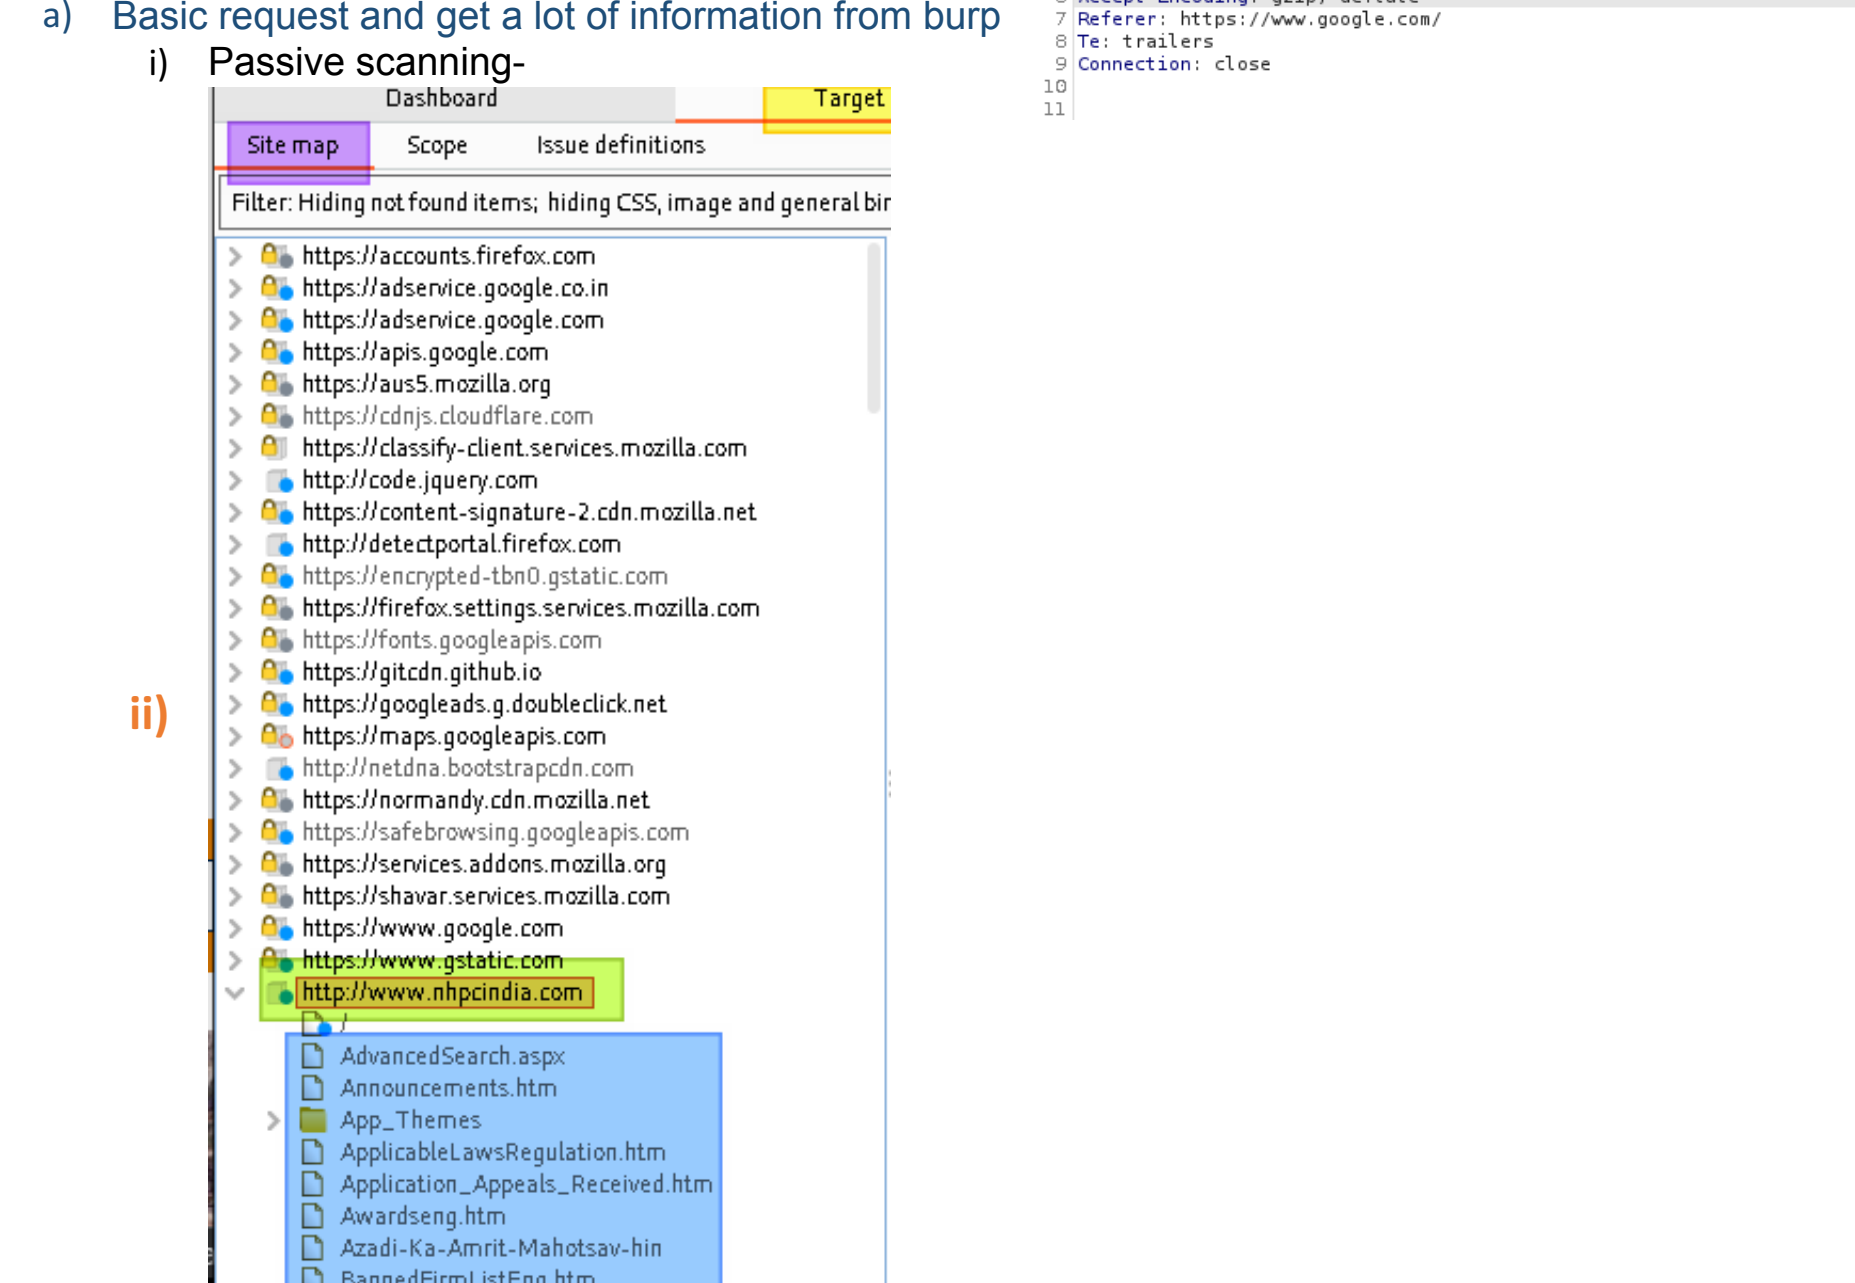 a) Basic request and get a lot of information from burp
i) Passive scanning-
Dashboard Target
Site map Scope Issue definitions
Filter: Hiding not found items; hiding CSS, image and general bin
https://accounts.firefox.com
https://adservice.google.co.in
https://adservice.google.com
https://apis.google.com
https://aus5.mozilla.org
https://cdnjs.cloudflare.com
https://classify-client.services.mozilla.com
http://code.jquery.com
https://content-signature-2.cdn.mozilla.net
http://detectportal.firefox.com
https://encrypted-tbn0.gstatic.com
https://firefox.settings.services.mozilla.com
https://fonts.googleapis.com
https://gitcdn.github.io
https://googleads.g.doubleclick.net
ii)
https://maps.googleapis.com
http://netdna.bootstrapcdn.com
https://normandy.cdn.mozilla.net
https://safebrowsing.googleapis.com
https://services.addons.mozilla.org
https://shavar.services.mozilla.com
https://www.google.com
https://www.gstatic.com
http://www.nhpcindia.com
/
AdvancedSearch.aspx
Announcements.htm
App_Themes
ApplicableLawsRegulation.htm
Application_Appeals_Received.htm
Awardseng.htm
Azadi-Ka-Amrit-Mahotsav-hin
BannedFirmListEng.htm
6 Accept-Encoding: gzip, deflate
7 Referer: https://www.google.com/
8 Te: trailers
9 Connection: close
10
11